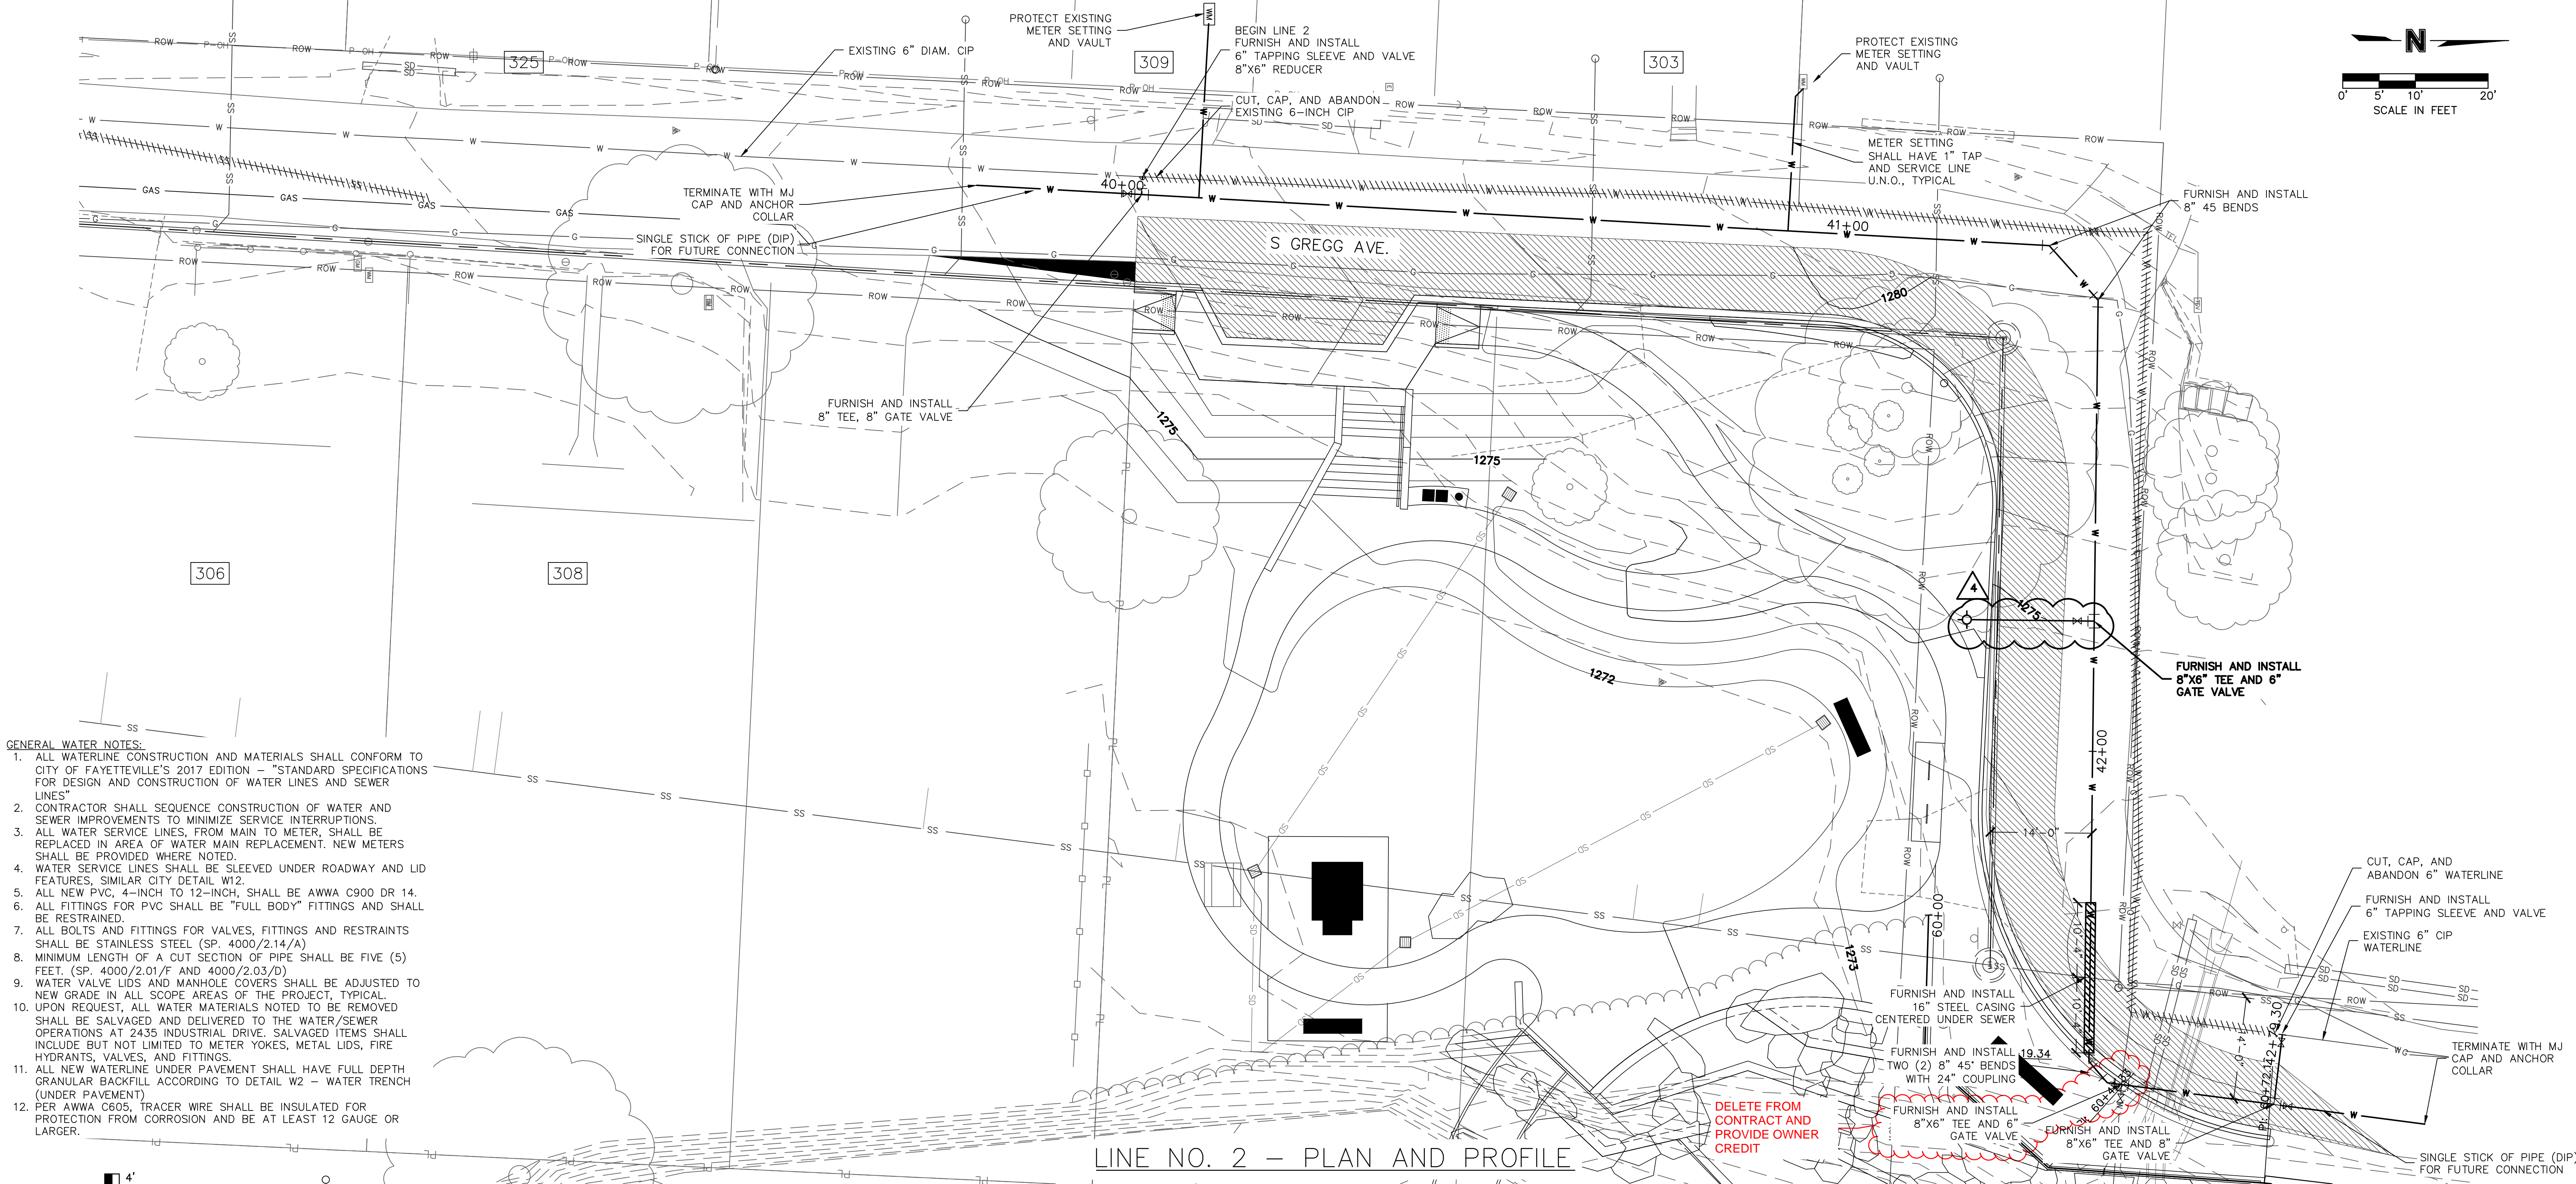 PROTECT EXISTING
METER SETTING
AND VAULT
WM
BEGIN LINE 2
FURNISH AND INSTALL
6" TAPPING SLEEVE AND VALVE
8"X6" REDUCER
CUT, CAP, AND ABANDON
EXISTING 6-INCH CIP
EXISTING 6" DIAM. CIP
325
309
303
PROTECT EXISTING
METER SETTING
AND VAULT
N
0' 5' 10' 20'
SCALE IN FEET
METER SETTING
SHALL HAVE 1" TAP
AND SERVICE LINE
U.N.O., TYPICAL
FURNISH AND INSTALL
8" 45 BENDS
TERMINATE WITH MJ
CAP AND ANCHOR
COLLAR
40+00
41+00
SINGLE STICK OF PIPE (DIP)
FOR FUTURE CONNECTION
S GREGG AVE.
1280
FURNISH AND INSTALL
8" TEE, 8" GATE VALVE
1275
1275
306
308
4
1275
1272
FURNISH AND INSTALL
8"X6" TEE AND 6"
GATE VALVE
42+00
14'-0"
GENERAL WATER NOTES:
1. ALL WATERLINE CONSTRUCTION AND MATERIALS SHALL CONFORM TO
CITY OF FAYETTEVILLE'S 2017 EDITION – "STANDARD SPECIFICATIONS
FOR DESIGN AND CONSTRUCTION OF WATER LINES AND SEWER
LINES"
2. CONTRACTOR SHALL SEQUENCE CONSTRUCTION OF WATER AND
SEWER IMPROVEMENTS TO MINIMIZE SERVICE INTERRUPTIONS.
3. ALL WATER SERVICE LINES, FROM MAIN TO METER, SHALL BE
REPLACED IN AREA OF WATER MAIN REPLACEMENT. NEW METERS
SHALL BE PROVIDED WHERE NOTED.
4. WATER SERVICE LINES SHALL BE SLEEVED UNDER ROADWAY AND LID
FEATURES, SIMILAR CITY DETAIL W12.
5. ALL NEW PVC, 4-INCH TO 12-INCH, SHALL BE AWWA C900 DR 14.
6. ALL FITTINGS FOR PVC SHALL BE "FULL BODY" FITTINGS AND SHALL
BE RESTRAINED.
7. ALL BOLTS AND FITTINGS FOR VALVES, FITTINGS AND RESTRAINTS
SHALL BE STAINLESS STEEL (SP. 4000/2.14/A)
8. MINIMUM LENGTH OF A CUT SECTION OF PIPE SHALL BE FIVE (5)
FEET. (SP. 4000/2.01/F AND 4000/2.03/D)
9. WATER VALVE LIDS AND MANHOLE COVERS SHALL BE ADJUSTED TO
NEW GRADE IN ALL SCOPE AREAS OF THE PROJECT, TYPICAL.
10. UPON REQUEST, ALL WATER MATERIALS NOTED TO BE REMOVED
SHALL BE SALVAGED AND DELIVERED TO THE WATER/SEWER
OPERATIONS AT 2435 INDUSTRIAL DRIVE. SALVAGED ITEMS SHALL
INCLUDE BUT NOT LIMITED TO METER YOKES, METAL LIDS, FIRE
HYDRANTS, VALVES, AND FITTINGS.
11. ALL NEW WATERLINE UNDER PAVEMENT SHALL HAVE FULL DEPTH
GRANULAR BACKFILL ACCORDING TO DETAIL W2 – WATER TRENCH
(UNDER PAVEMENT)
12. PER AWWA C605, TRACER WIRE SHALL BE INSULATED FOR
PROTECTION FROM CORROSION AND BE AT LEAST 12 GAUGE OR
LARGER.
CUT, CAP, AND
ABANDON 6" WATERLINE
FURNISH AND INSTALL
6" TAPPING SLEEVE AND VALVE
EXISTING 6" CIP
WATERLINE
60+00
1273
10'-4"
10'-4"
FURNISH AND INSTALL
16" STEEL CASING
CENTERED UNDER SEWER
FURNISH AND INSTALL
TWO (2) 8" 45° BENDS
WITH 24" COUPLING
19.34
TERMINATE WITH MJ
CAP AND ANCHOR
COLLAR
DELETE FROM
CONTRACT AND
PROVIDE OWNER
CREDIT
FURNISH AND INSTALL
8"X6" TEE AND 6"
GATE VALVE
FURNISH AND INSTALL
8"X6" TEE AND 8"
GATE VALVE
SINGLE STICK OF PIPE (DIP)
FOR FUTURE CONNECTION
LINE NO. 2 – PLAN AND PROFILE
4'